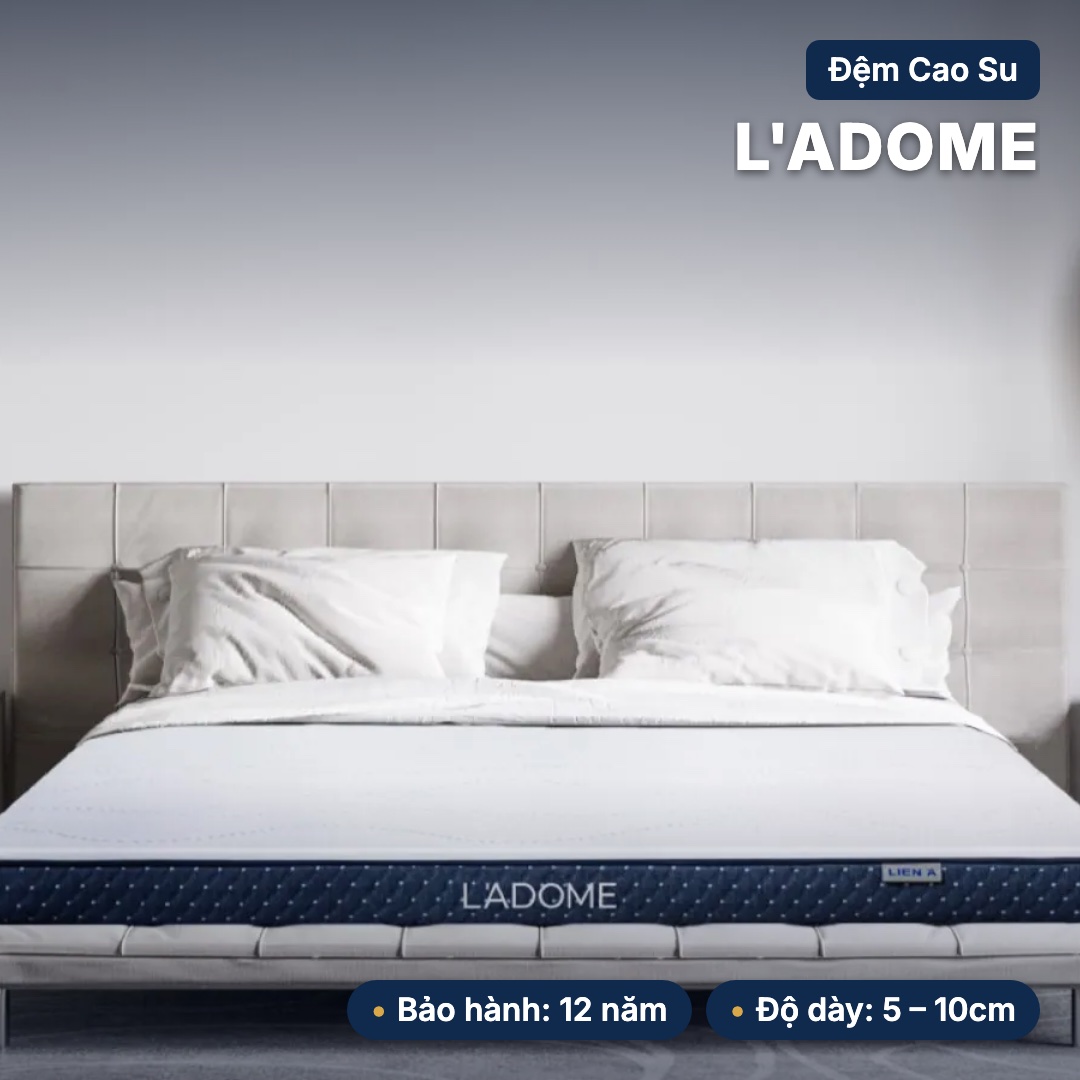 Đệm Cao Su
L'ADOME
L'ADOME
LIEN A
Bảo hành: 12 năm
Độ dày: 5 – 10cm